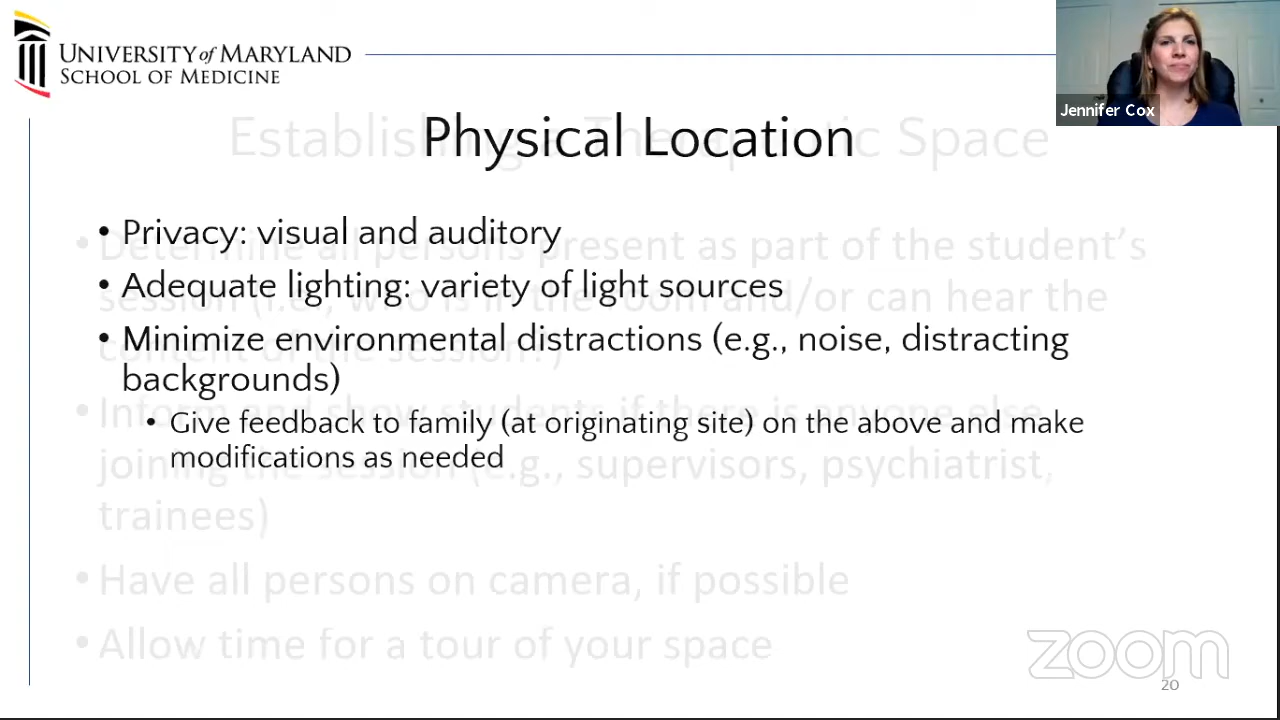 UNIVERSITY of MARYLAND
SCHOOL OF MEDICINE
Jennifer Cox
Physical Location
Establishing Space
• Privacy: visual and auditory
• Adequate lighting: variety of light sources
• Minimize environmental distractions (e.g., noise, distracting
backgrounds)
• Give feedback to family (at originating site) on the above and make
modifications as needed
• Determine all persons present as part of the student's
session (i.e., who is in the room and/or can hear the
content of the session?)
• Inform and show students if there is anyone else
joining the session (e.g., supervisors, psychiatrist,
trainees)
• Have all persons on camera, if possible
• Allow time for a tour of your space
zoom
20